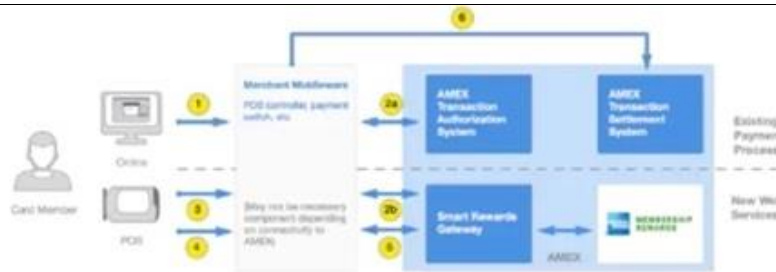 6
Merchant Middleware
POS controller, payment
switch, etc
1
2a
AMEX
Transaction
Authorization
System
AMEX
Transaction
Settlement
System
Existing
Payment
Process
Online
Card Member
3
2b
(May not be necessary
component depending
on connectivity to
AMEX)
Smart Rewards
Gateway
MEMBERSHIP
REWARDS
New
Services
4
POS
AMEX